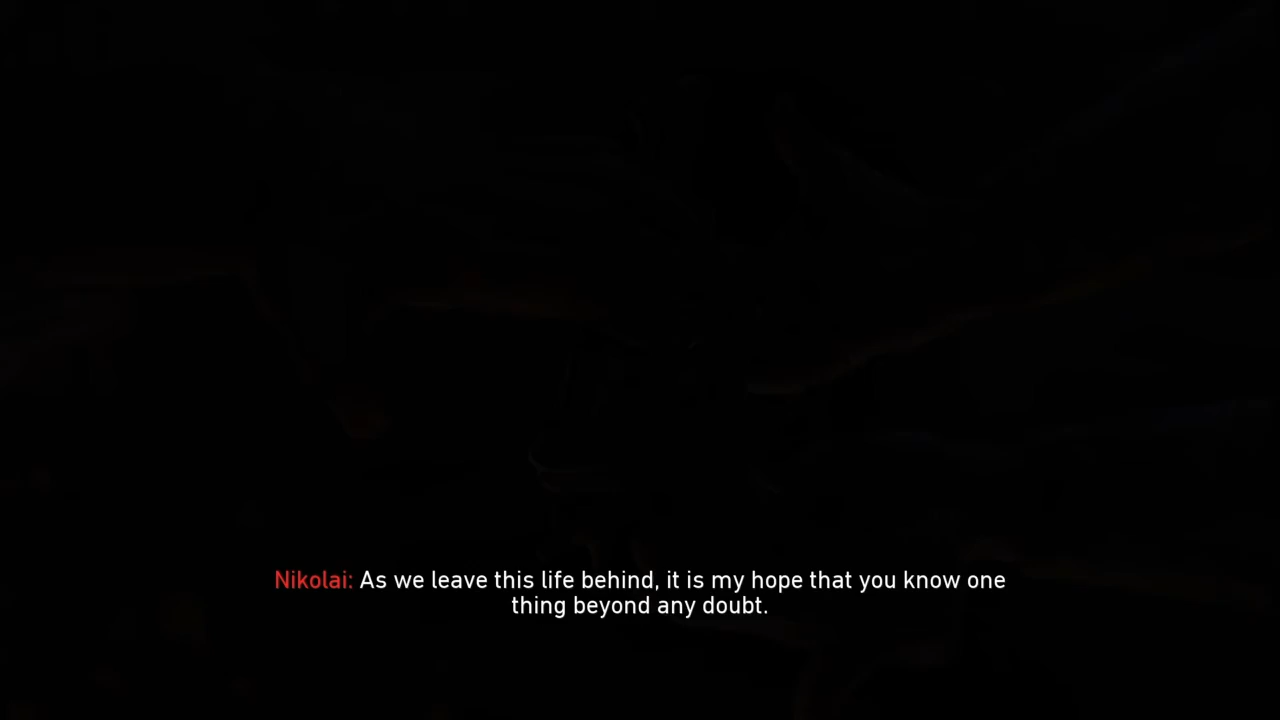 Nikolai: As we leave this life behind, it is my hope that you know one
thing beyond any doubt.